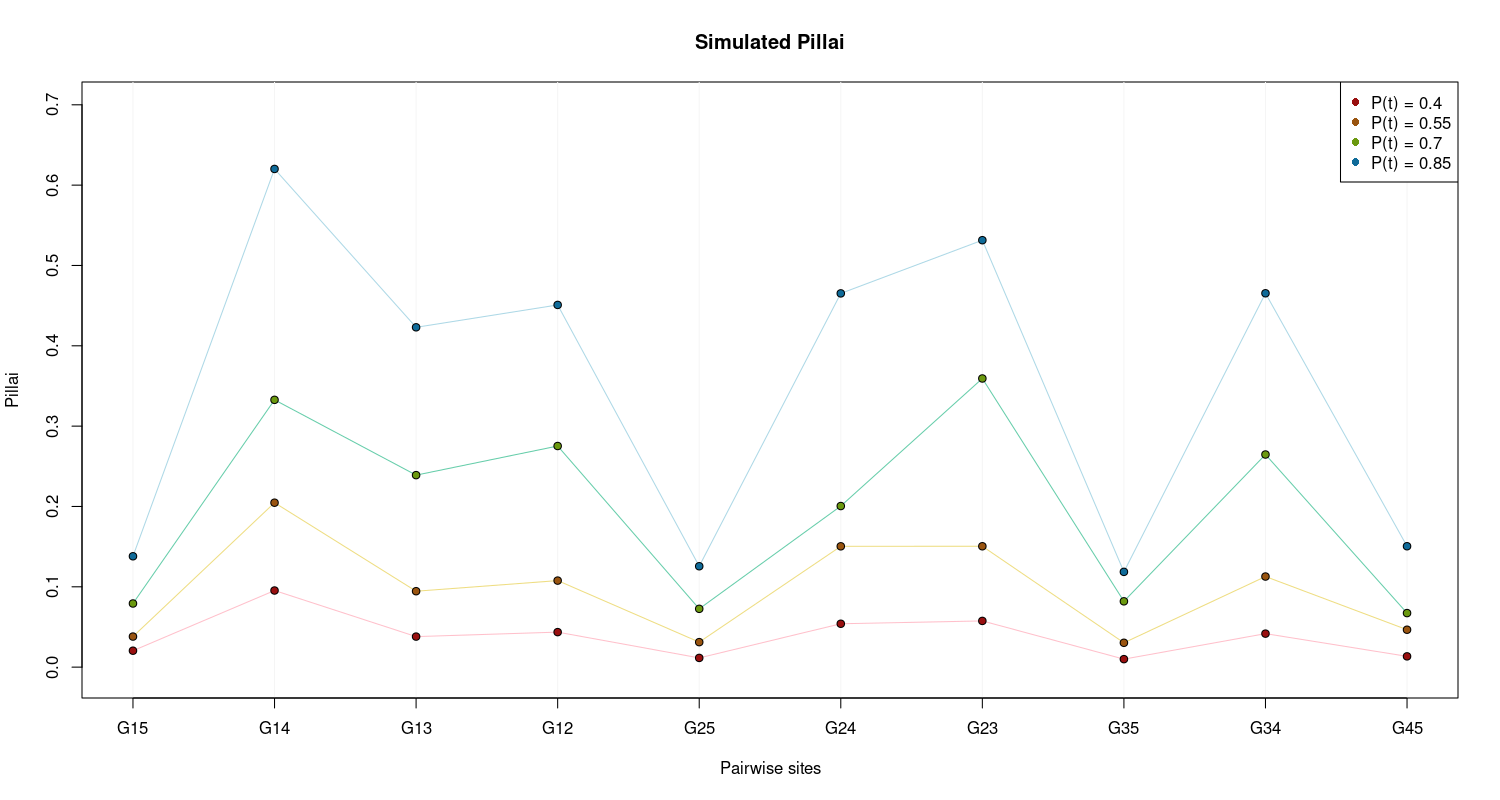 Simulated Pillai
P(t) = 0.4
P(t) = 0.55
P(t) = 0.7
P(t) = 0.85
Pillai
0.7
0.6
0.5
0.4
0.3
0.2
0.1
0.0
G15 G14 G13 G12 G25 G24 G23 G35 G34 G45
Pairwise sites